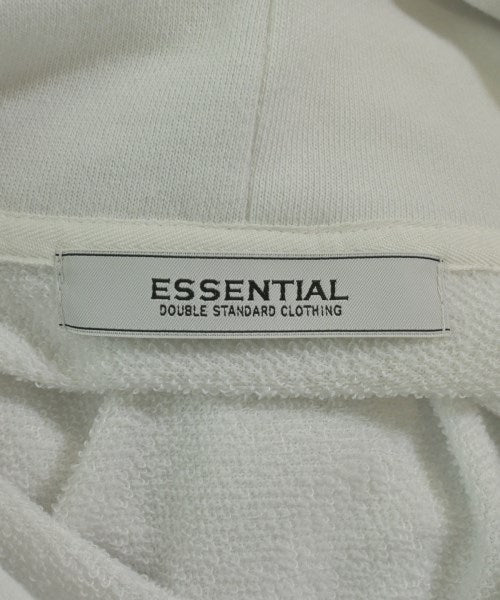 ESSENTIAL
DOUBLE STANDARD CLOTHING